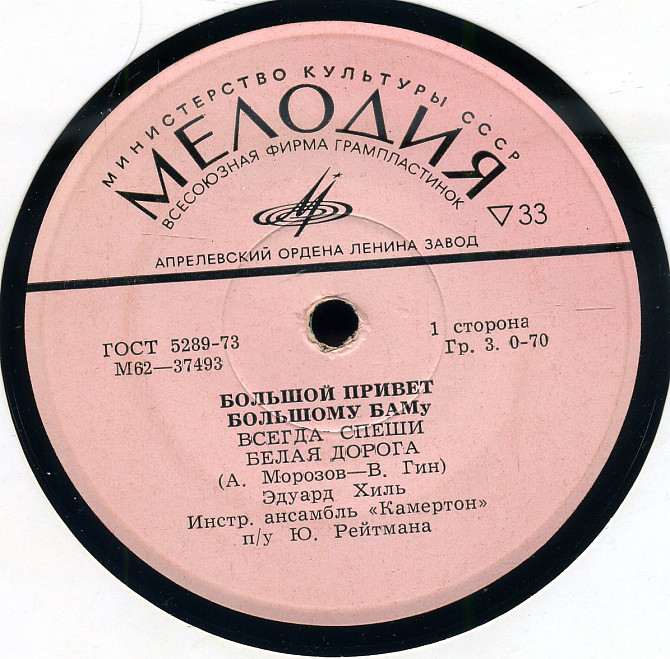 МИНИСТЕРСТВО КУЛЬТУРЫ СССР
МЕЛОДИЯ
ВСЕСОЮЗНАЯ ФИРМА ГРАМПЛАСТИНОК
▽33
АПРЕЛЕВСКИЙ ОРДЕНА ЛЕНИНА ЗАВОД
ГОСТ 5289-73
М62—37493
1 сторона
Гр. 3. 0-70
БОЛЬШОЙ ПРИВЕТ
БОЛЬШОМУ БАМу
ВСЕГДА СПЕШИ
БЕЛАЯ ДОРОГА
(А. Морозов—В. Гин)
Эдуард Хиль
Инстр. ансамбль «Камертон»
п/у Ю. Рейтмана